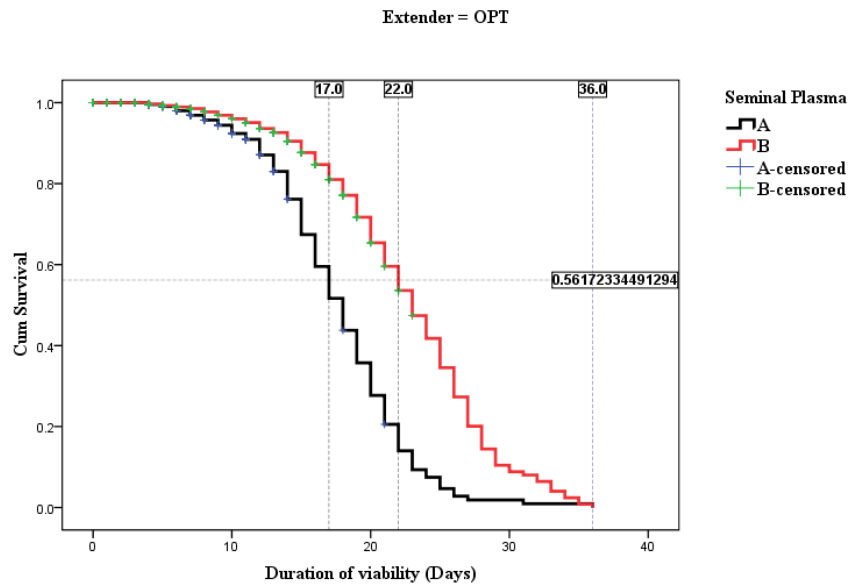 Extender = OPT
17.0 22.0 36.0
Seminal Plasma
A
B
A-censored
B-censored
1.0
0.8
0.6
0.4
0.2
0.0
0.56172334491294
Cum Survival
0 10 20 30 40
Duration of viability (Days)